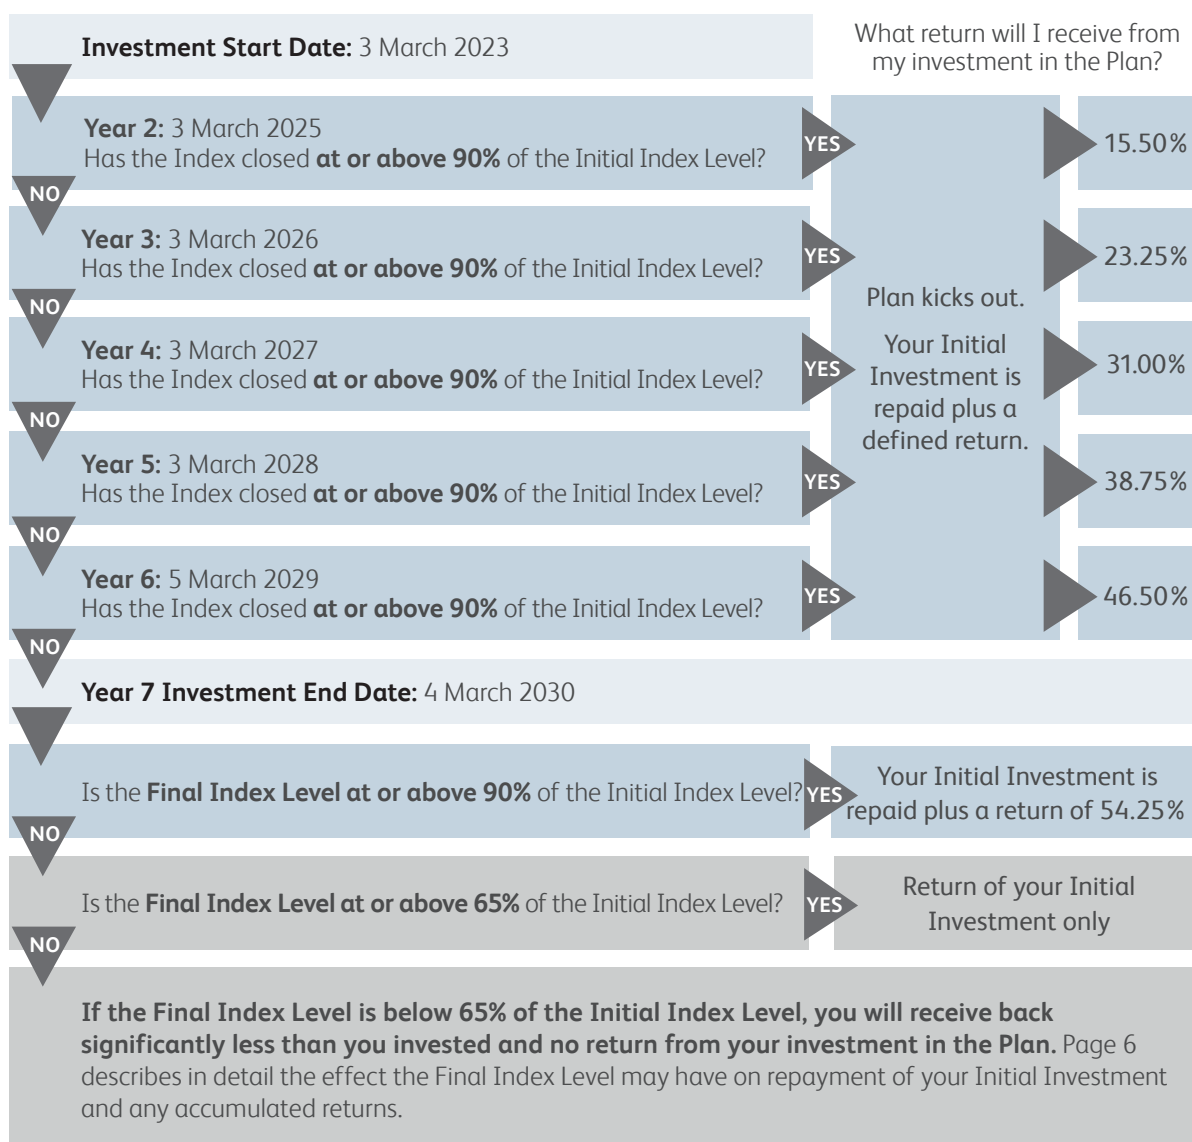 Investment Start Date: 3 March 2023
What return will I receive from
my investment in the Plan?
Year 2: 3 March 2025
Has the Index closed at or above 90% of the Initial Index Level?
YES
15.50%
NO
Year 3: 3 March 2026
Has the Index closed at or above 90% of the Initial Index Level?
YES
23.25%
NO
Year 4: 3 March 2027
Has the Index closed at or above 90% of the Initial Index Level?
YES
31.00%
NO
Year 5: 3 March 2028
Has the Index closed at or above 90% of the Initial Index Level?
YES
38.75%
NO
Year 6: 5 March 2029
Has the Index closed at or above 90% of the Initial Index Level?
YES
46.50%
NO
Plan kicks out.
Your Initial
Investment is
repaid plus a
defined return.
Year 7 Investment End Date: 4 March 2030
Is the Final Index Level at or above 90% of the Initial Index Level?
YES
Your Initial Investment is
repaid plus a return of 54.25%
NO
Is the Final Index Level at or above 65% of the Initial Index Level?
YES
Return of your Initial
Investment only
NO
If the Final Index Level is below 65% of the Initial Index Level, you will receive back
significantly less than you invested and no return from your investment in the Plan. Page 6
describes in detail the effect the Final Index Level may have on repayment of your Initial Investment
and any accumulated returns.